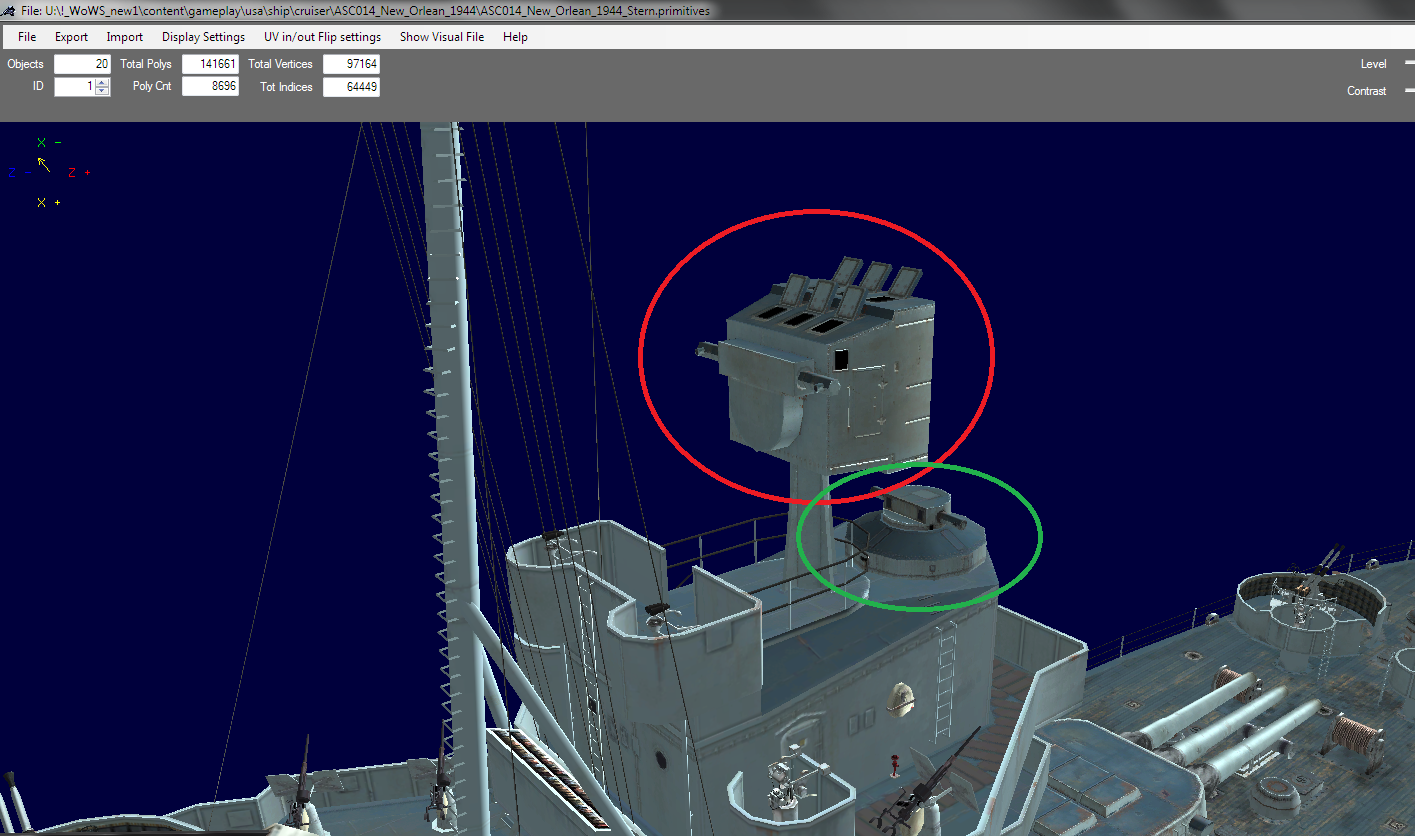 File: U:\!_WoWS_new1\content\gameplay\usa\ship\cruiser\ASC014_New_Orlean_1944\ASC014_New_Orlean_1944_Stern.primitives
File Export Import Display Settings UV in/out Flip settings Show Visual File Help
Objects 20 Total Polys 141661 Total Vertices 97164 Level
ID 1 Poly Cnt 8696 Tot Indices 64449 Contrast
X -
Z - Z +
X +